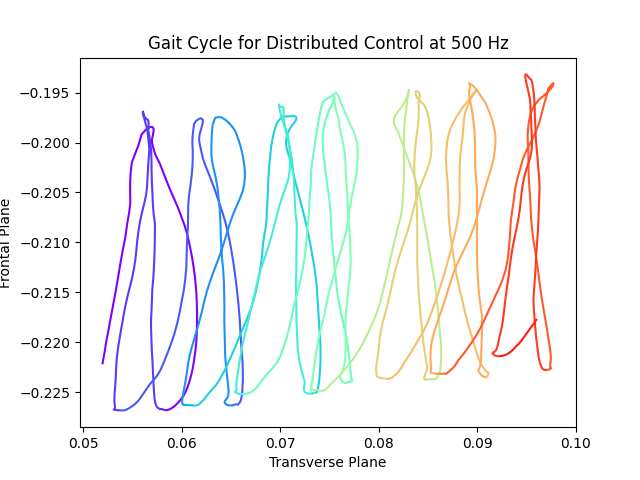 Gait Cycle for Distributed Control at 500 Hz
Frontal Plane
−0.195
−0.200
−0.205
−0.210
−0.215
−0.220
−0.225
0.05 0.06 0.07 0.08 0.09 0.10
Transverse Plane